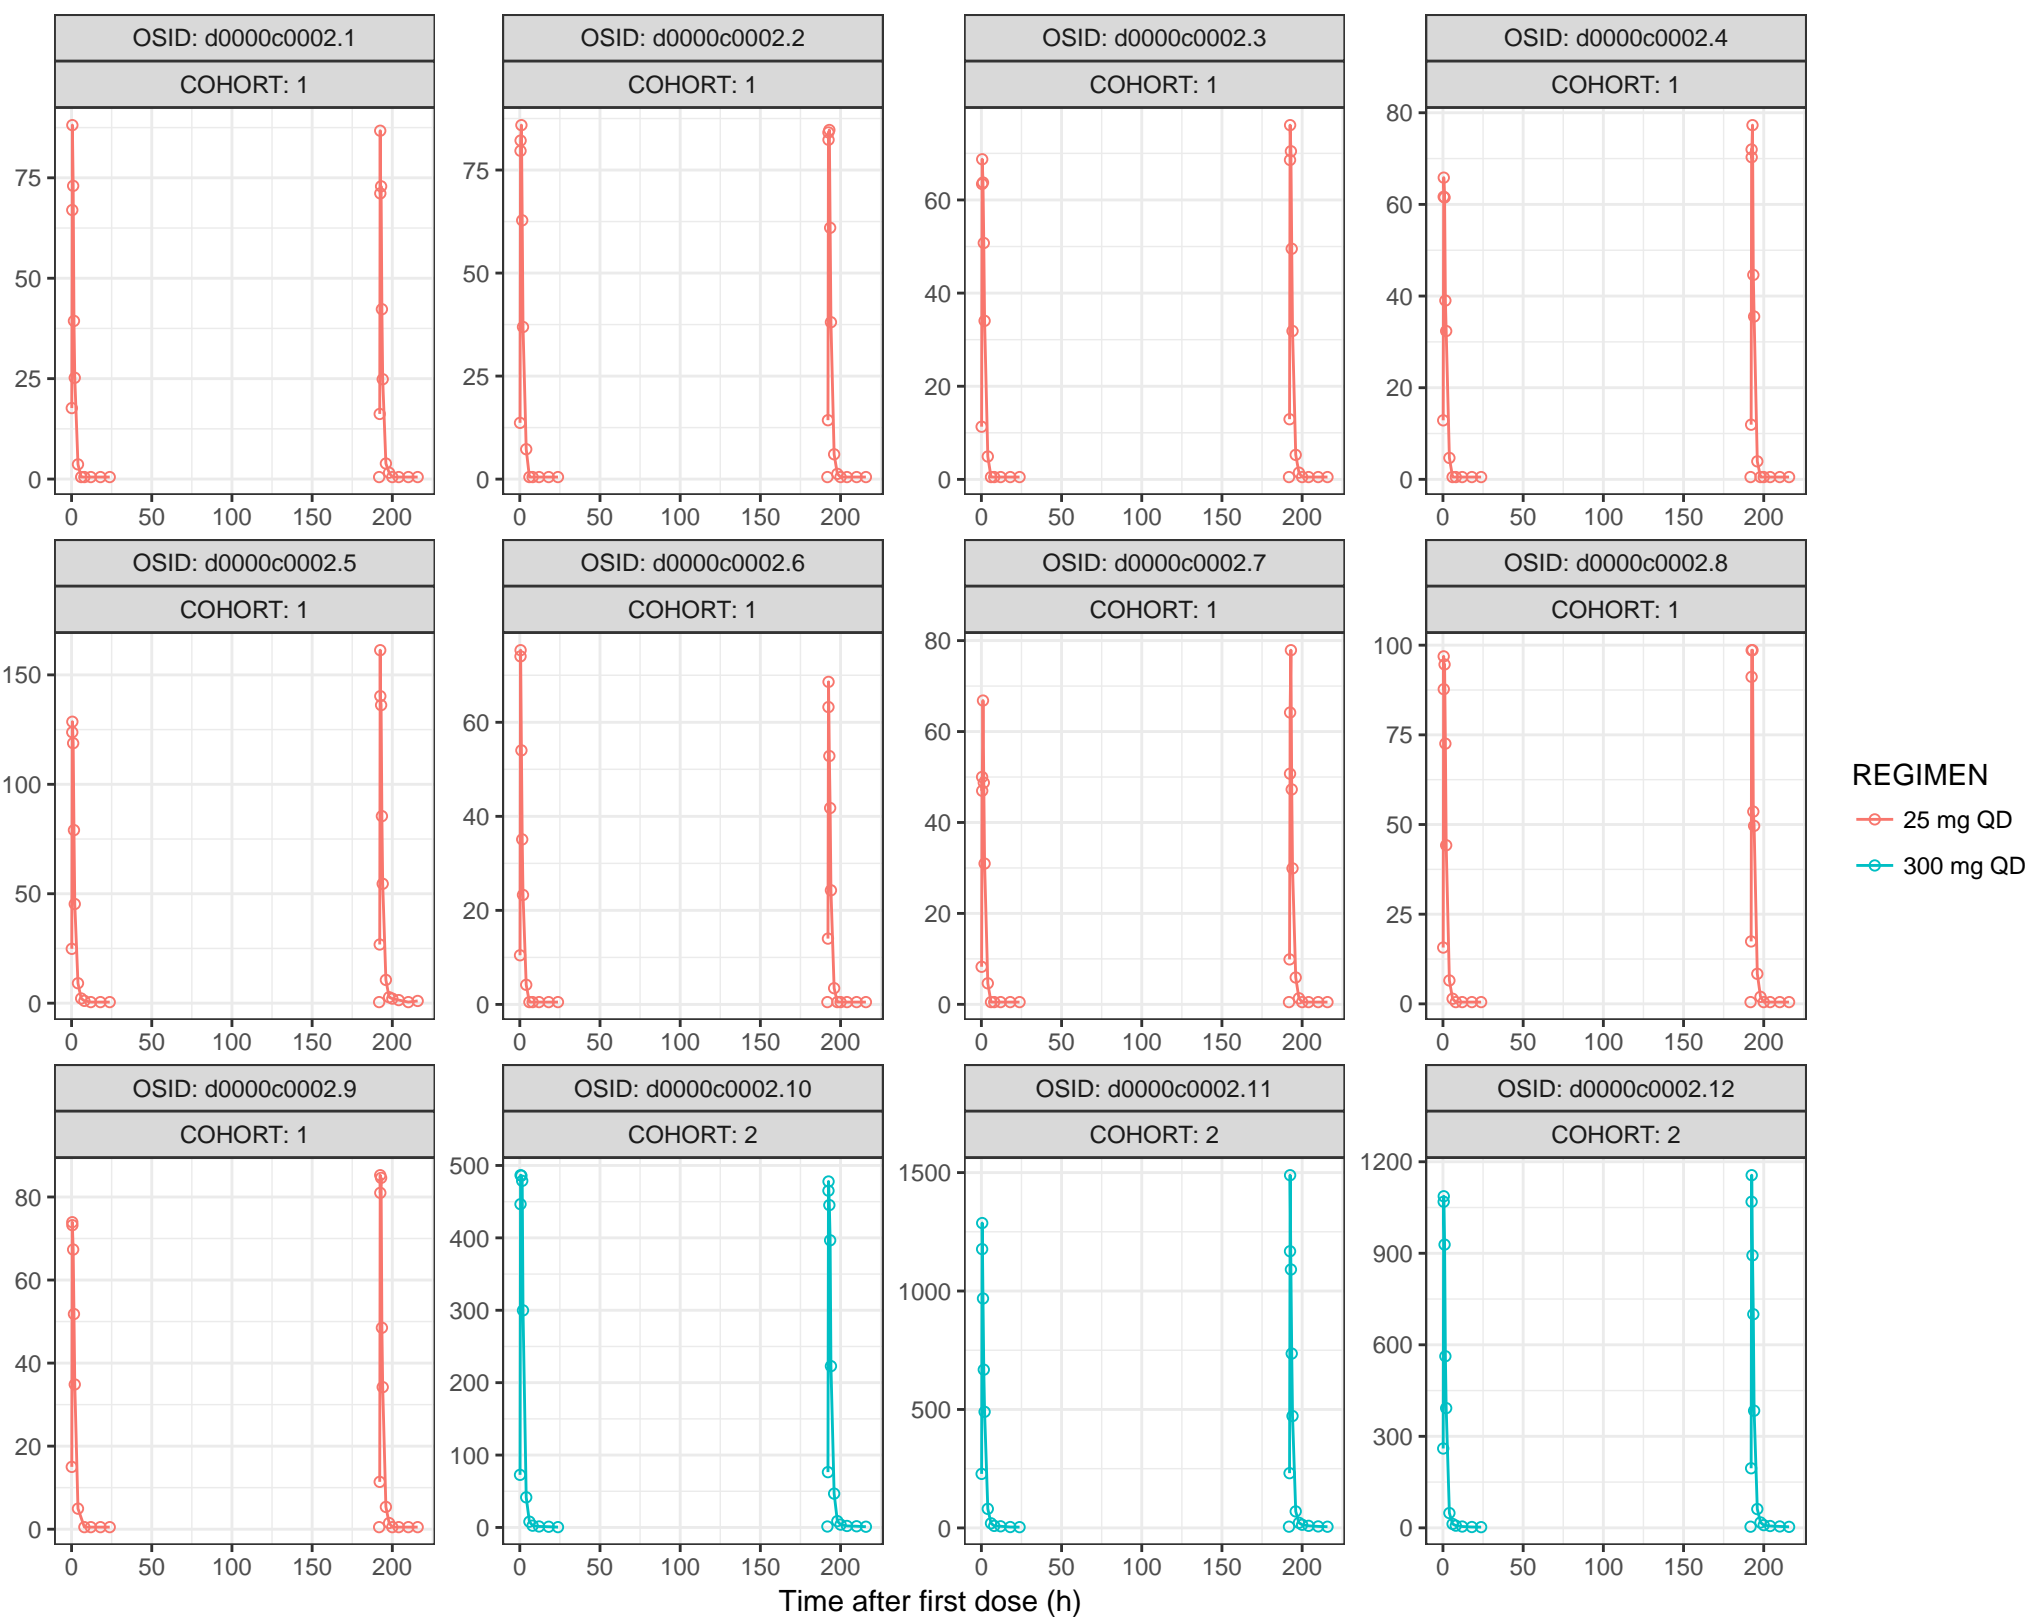 OSID: d0000c0002.1
COHORT: 1
75
50
25
0
0 50 100 150 200
OSID: d0000c0002.2
COHORT: 1
75
50
25
0
0 50 100 150 200
OSID: d0000c0002.3
COHORT: 1
60
40
20
0
0 50 100 150 200
OSID: d0000c0002.4
COHORT: 1
80
60
40
20
0
0 50 100 150 200
OSID: d0000c0002.5
COHORT: 1
150
100
50
0
0 50 100 150 200
OSID: d0000c0002.6
COHORT: 1
60
40
20
0
0 50 100 150 200
OSID: d0000c0002.7
COHORT: 1
80
60
40
20
0
0 50 100 150 200
OSID: d0000c0002.8
COHORT: 1
100
75
50
25
0
0 50 100 150 200
OSID: d0000c0002.9
COHORT: 1
80
60
40
20
0
0 50 100 150 200
OSID: d0000c0002.10
COHORT: 2
500
400
300
200
100
0
0 50 100 150 200
OSID: d0000c0002.11
COHORT: 2
1500
1000
500
0
0 50 100 150 200
OSID: d0000c0002.12
COHORT: 2
1200
900
600
300
0
0 50 100 150 200
Time after first dose (h)
REGIMEN
25 mg QD
300 mg QD